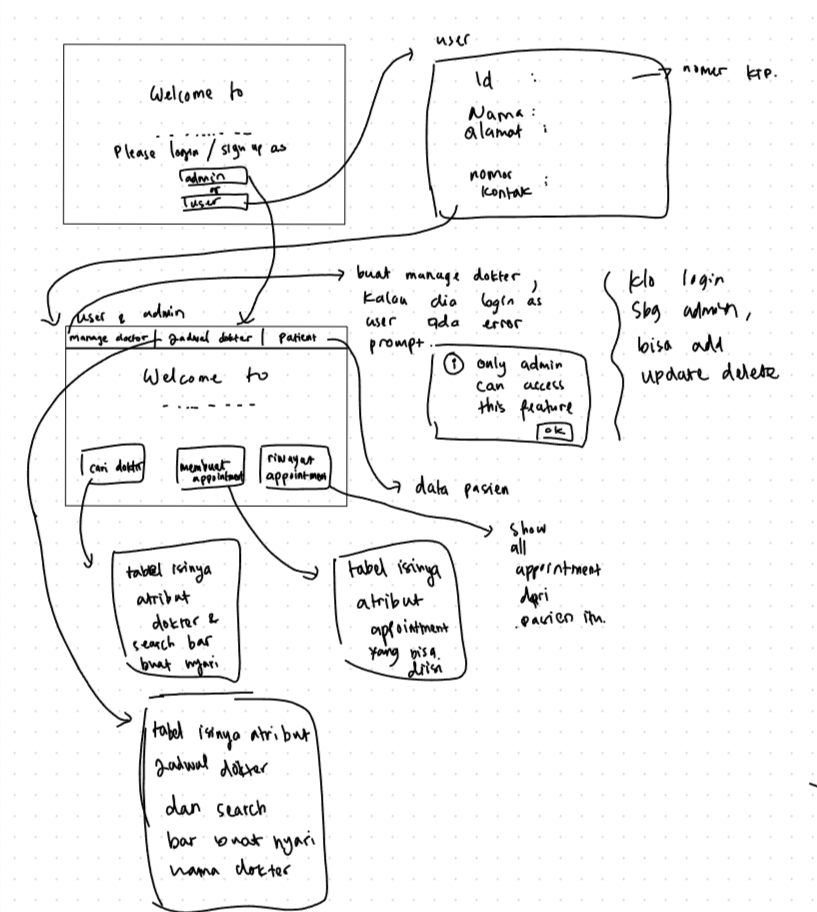 Welcome to
Please login / sign up as
admin
or
user
user
Id :
nomer KTP.
Nama :
alamat :
nomor
kontak :
user & admin
manage doctor | jadwal dokter | patient
Welcome to
cari dokter
membuat
appointment
riwayat
appointment
buat manage dokter,
kalau dia login as
user ada error
prompt.
i only admin
can access
this feature
ok
klo login
sbg admin,
bisa add
update delete
data pasien
show
all
appointment
dari
pasien itu.
tabel isinya
atribut
dokter &
search bar
buat nyari
tabel isinya
atribut
appointment
yang bisa
diisi
tabel isinya atribut
jadwal dokter
dan search
bar buat nyari
nama dokter